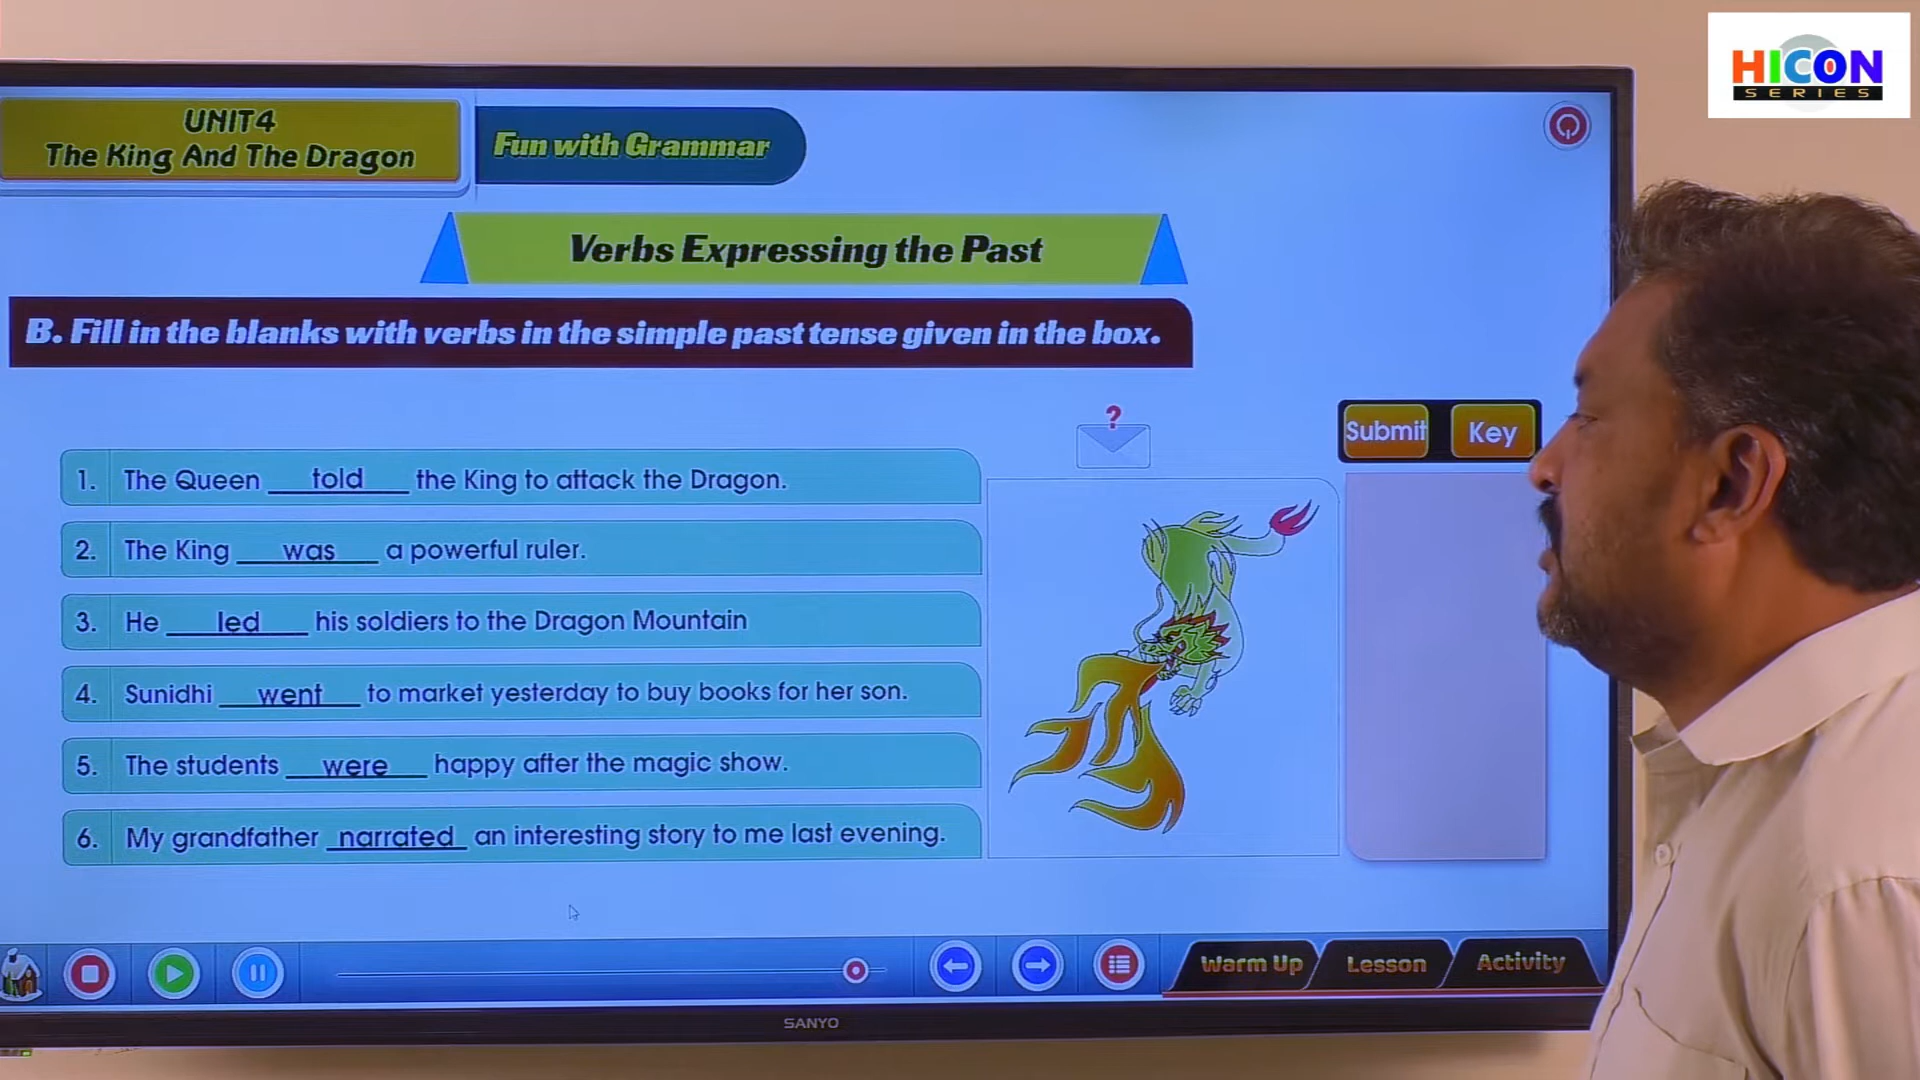 HICON
SERIES
UNIT4
The King And The Dragon
Fun with Grammar
Verbs Expressing the Past
B. Fill in the blanks with verbs in the simple past tense given in the box.
?
Submit
Key
1. The Queen told the King to attack the Dragon.
2. The King was a powerful ruler.
3. He led his soldiers to the Dragon Mountain
4. Sunidhi went to market yesterday to buy books for her son.
5. The students were happy after the magic show.
6. My grandfather narrated an interesting story to me last evening.
Warm Up
Lesson
Activity
SANYO